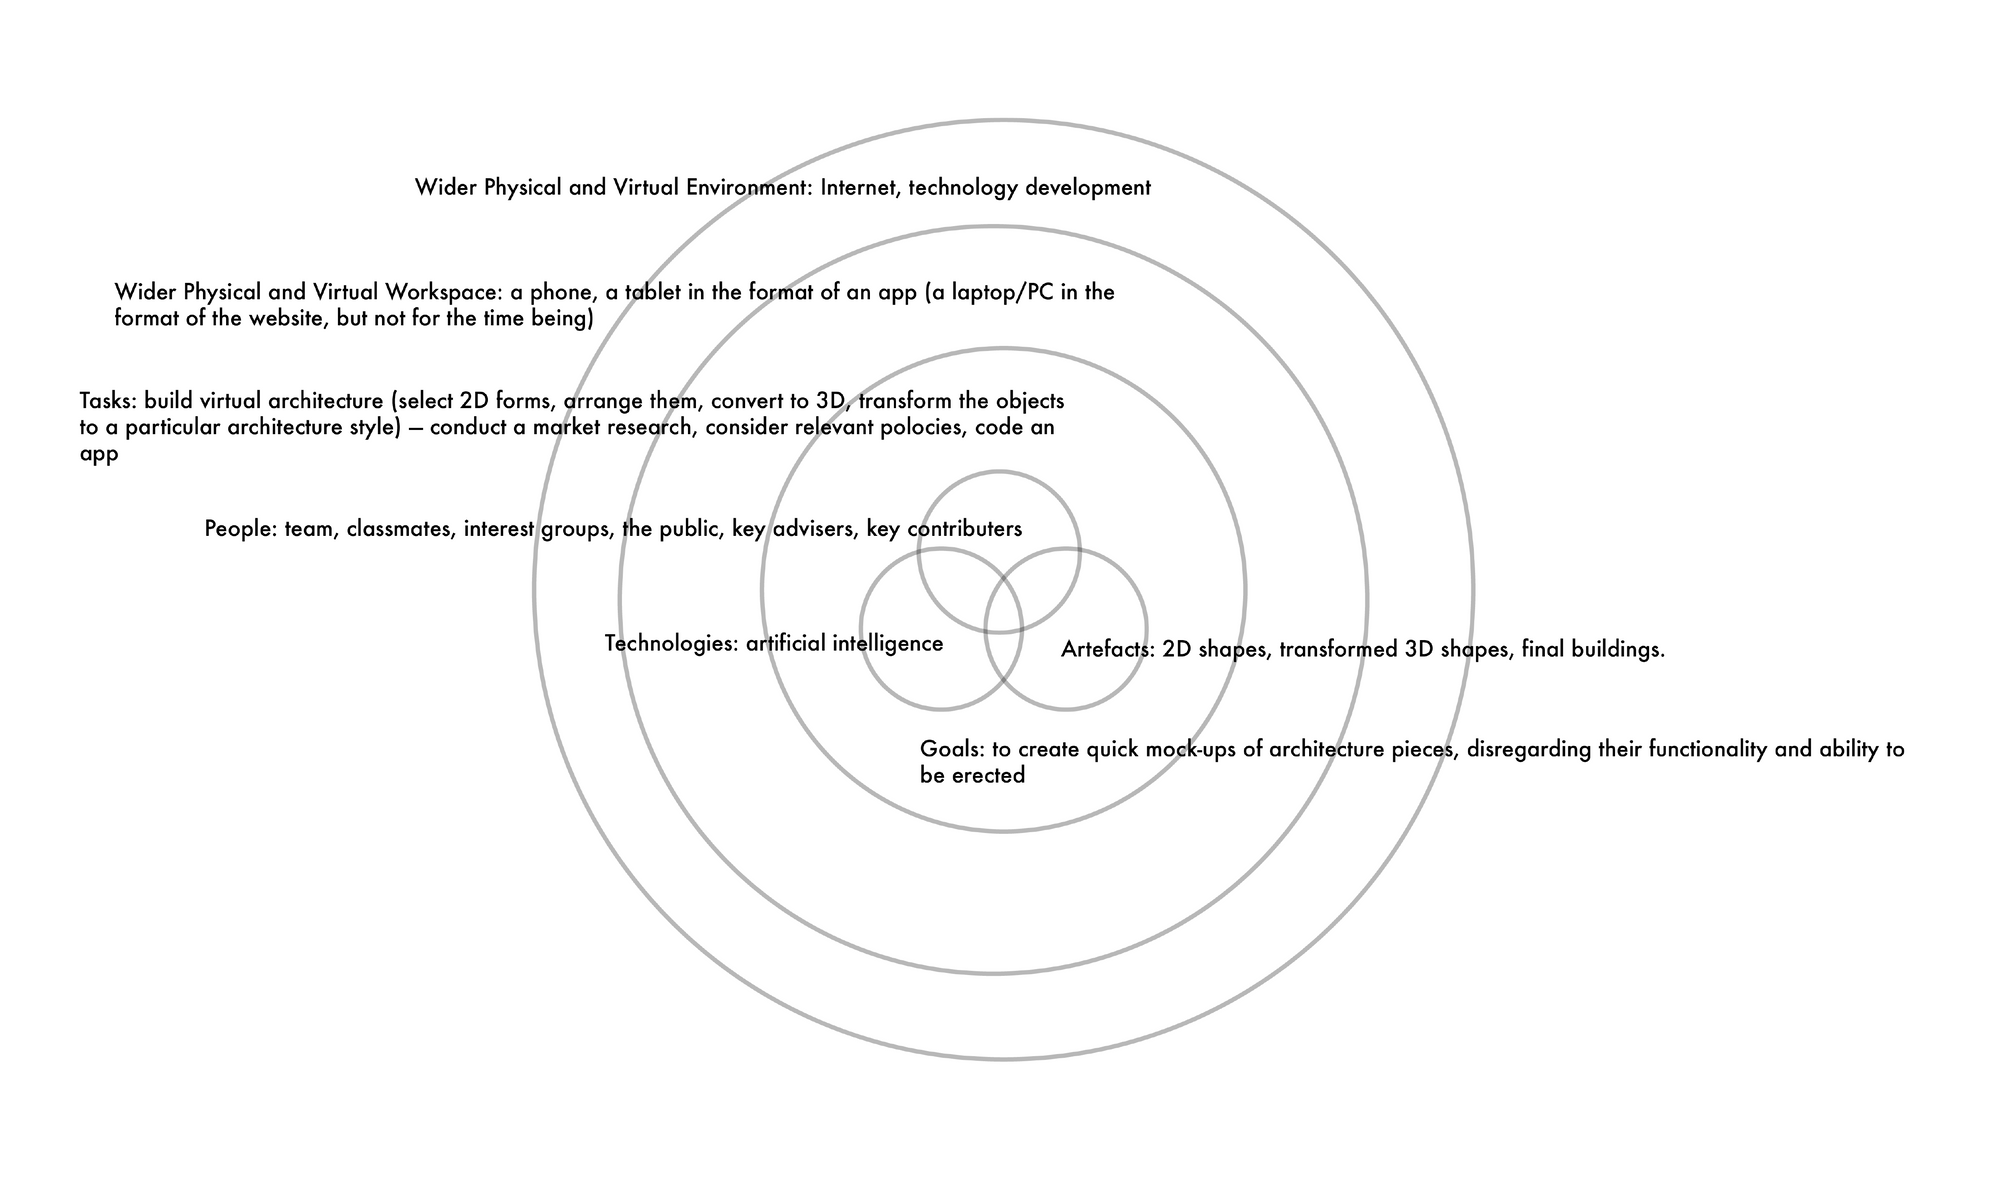 Wider Physical and Virtual Environment: Internet, technology development
Wider Physical and Virtual Workspace: a phone, a tablet in the format of an app (a laptop/PC in the
format of the website, but not for the time being)
Tasks: build virtual architecture (select 2D forms, arrange them, convert to 3D, transform the objects
to a particular architecture style) — conduct a market research, consider relevant polocies, code an
app
People: team, classmates, interest groups, the public, key advisers, key contributers
Technologies: artificial intelligence
Artefacts: 2D shapes, transformed 3D shapes, final buildings.
Goals: to create quick mock-ups of architecture pieces, disregarding their functionality and ability to
be erected